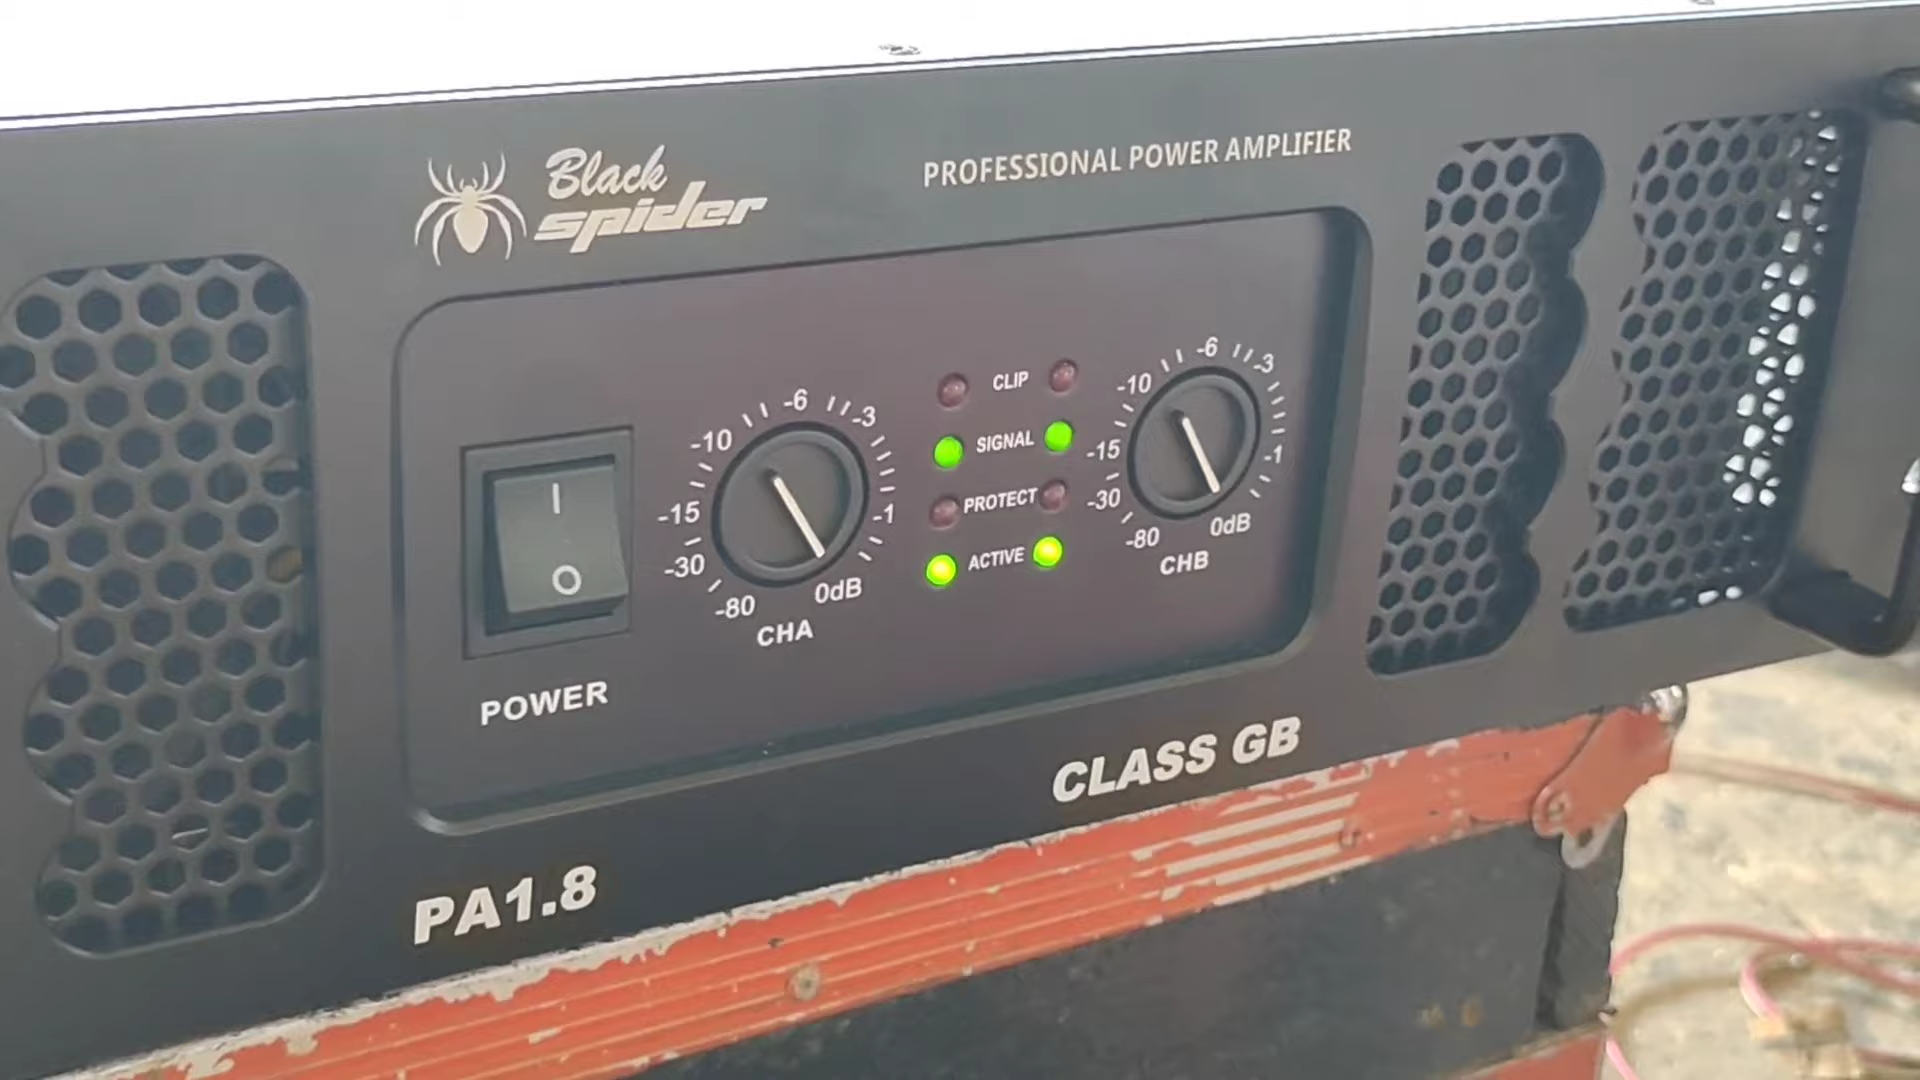 Black
spider
PROFESSIONAL POWER AMPLIFIER
-6
-3
-10
-15
-30
-80
-1
0dB
CHA
CLIP
SIGNAL
PROTECT
ACTIVE
-6
-3
-10
-15
-30
-80
-1
0dB
CHB
POWER
CLASS GB
PA1.8